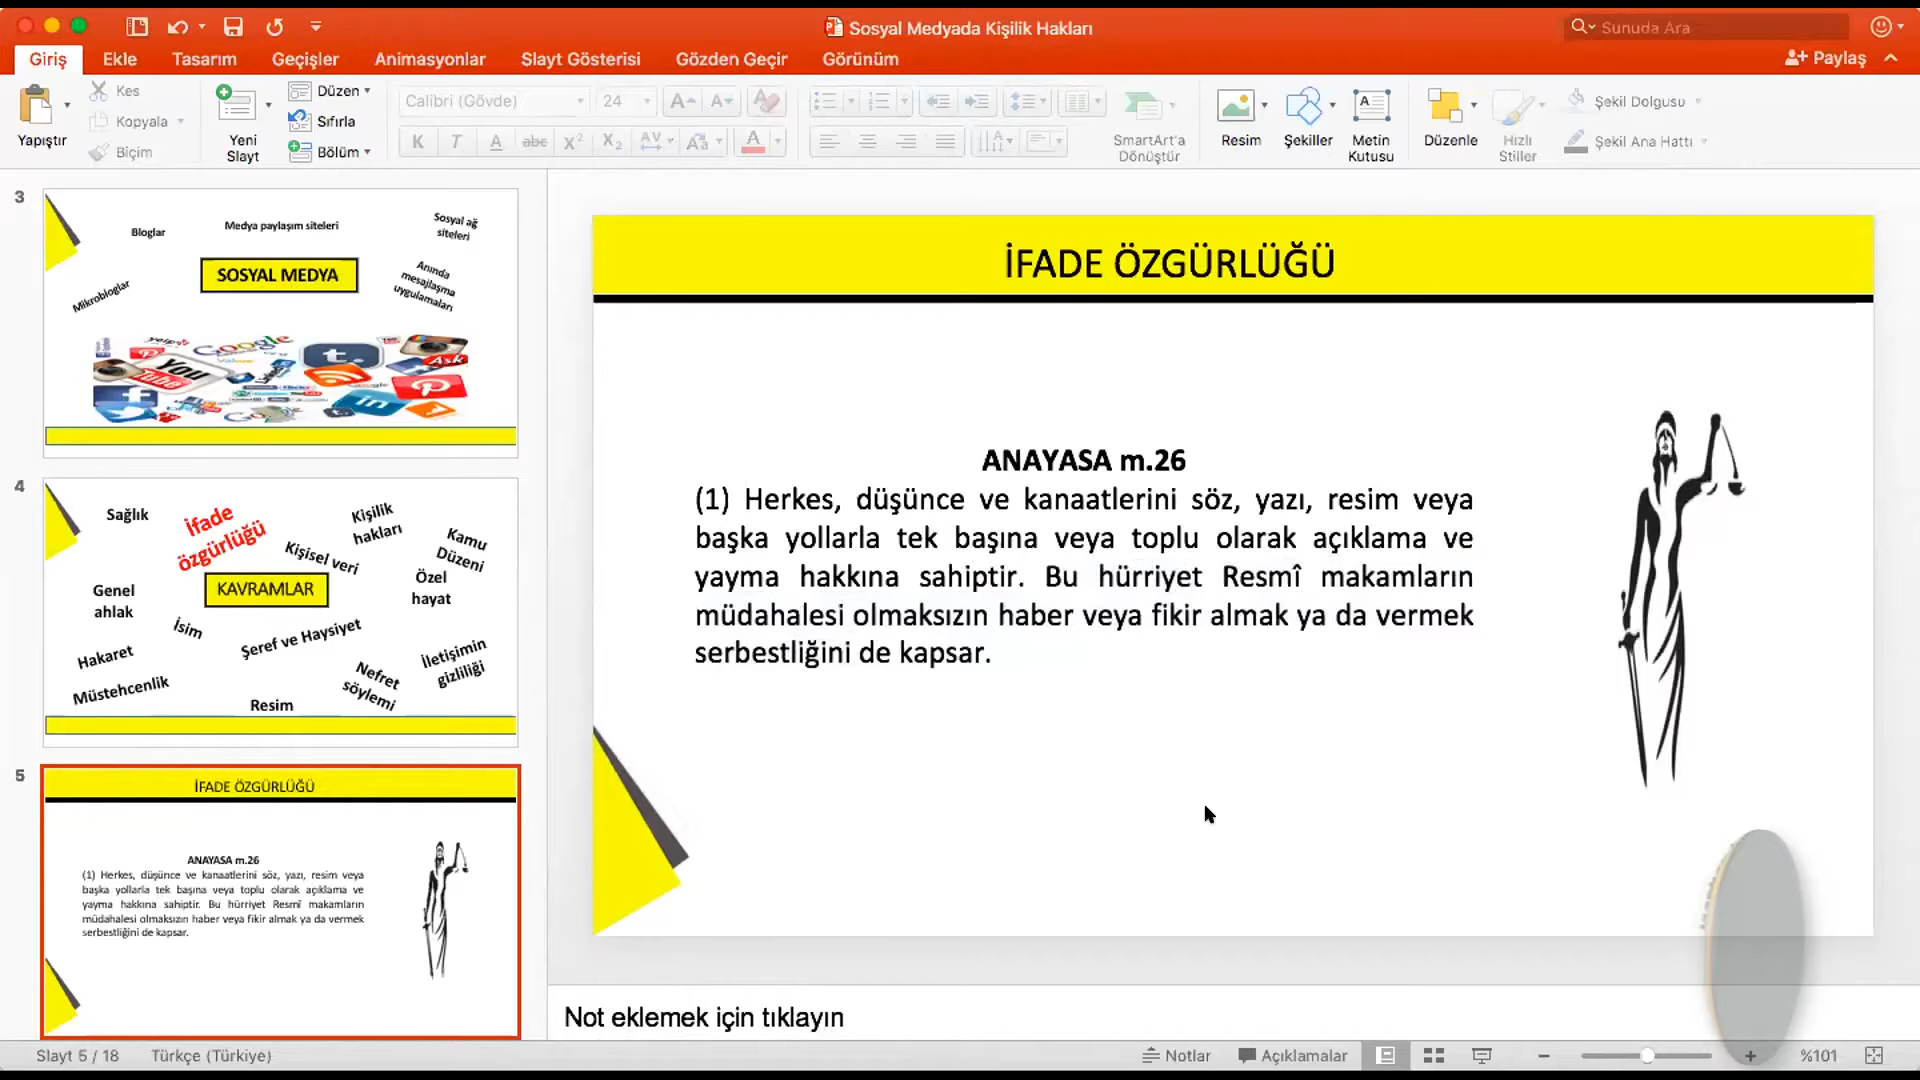 Sosyal Medyada Kişilik Hakları
Sunuda Ara
Giriş
Ekle
Tasarım
Geçişler
Animasyonlar
Slayt Gösterisi
Gözden Geçir
Görünüm
Paylaş
Yapıştır
Kes
Kopyala
Biçim
Yeni
Slayt
Düzen
Sıfırla
Bölüm
Calibri (Gövde)
24
K
T
A
abc
X²
X₂
AV
Aa
A
SmartArt'a
Dönüştür
Resim
Şekiller
Metin
Kutusu
Düzenle
Hızlı
Stiller
Şekil Dolgusu
Şekil Ana Hattı
3
Bloglar
Medya paylaşım siteleri
Sosyal ağ
siteleri
SOSYAL MEDYA
Mikrobloglar
Anında
mesajlaşma
uygulamaları
Google
You
Tube
Ask
4
Sağlık
İfade
özgürlüğü
Kişilik
hakları
Kamu
Düzeni
Kişisel veri
KAVRAMLAR
Özel
hayat
Genel
ahlak
İsim
Şeref ve Haysiyet
Hakaret
İletişimin
gizliliği
Müstehcenlik
Nefret
söylemi
Resim
5
İFADE ÖZGÜRLÜĞÜ
ANAYASA m.26
(1) Herkes, düşünce ve kanaatlerini söz, yazı, resim veya
başka yollarla tek başına veya toplu olarak açıklama ve
yayma hakkına sahiptir. Bu hürriyet Resmî makamların
müdahalesi olmaksızın haber veya fikir almak ya da vermek
serbestliğini de kapsar.
İFADE ÖZGÜRLÜĞÜ
ANAYASA m.26
(1) Herkes, düşünce ve kanaatlerini söz, yazı, resim veya
başka yollarla tek başına veya toplu olarak açıklama ve
yayma hakkına sahiptir. Bu hürriyet Resmî makamların
müdahalesi olmaksızın haber veya fikir almak ya da vermek
serbestliğini de kapsar.
Not eklemek için tıklayın
Slayt 5 / 18
Türkçe (Türkiye)
Notlar
Açıklamalar
%101